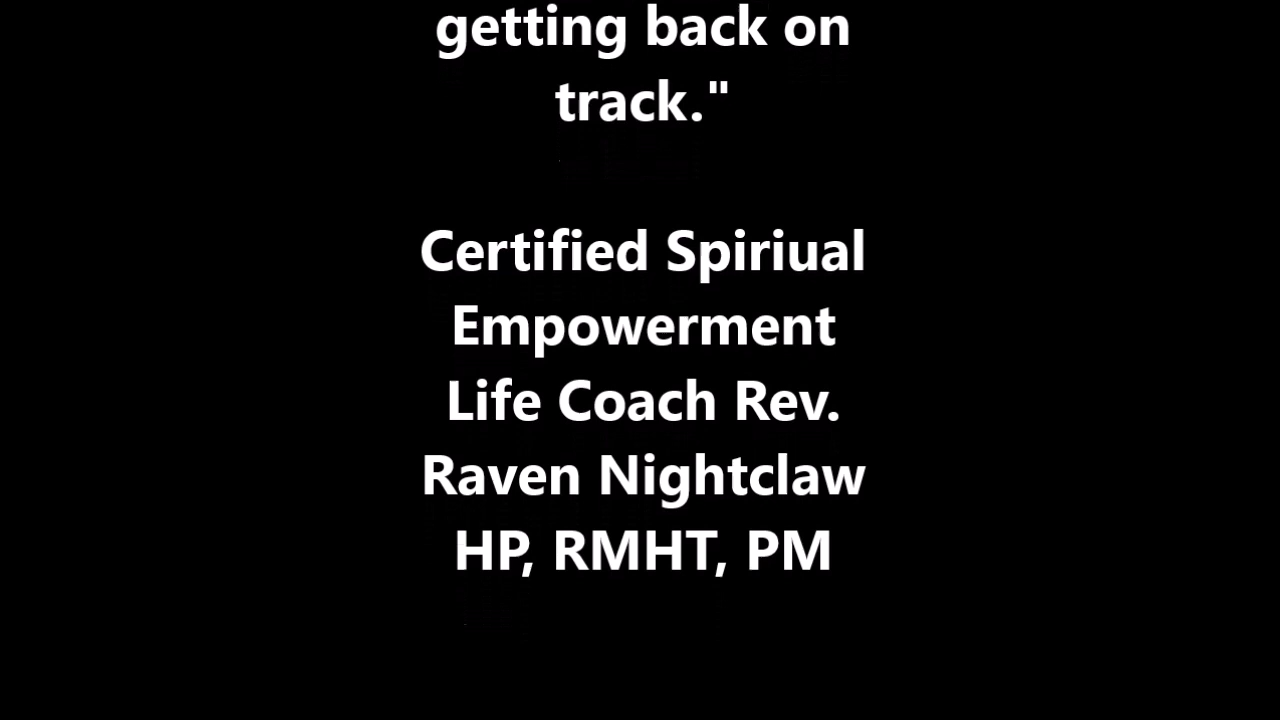 getting back on
track."
Certified Spiriual
Empowerment
Life Coach Rev.
Raven Nightclaw
HP, RMHT, PM